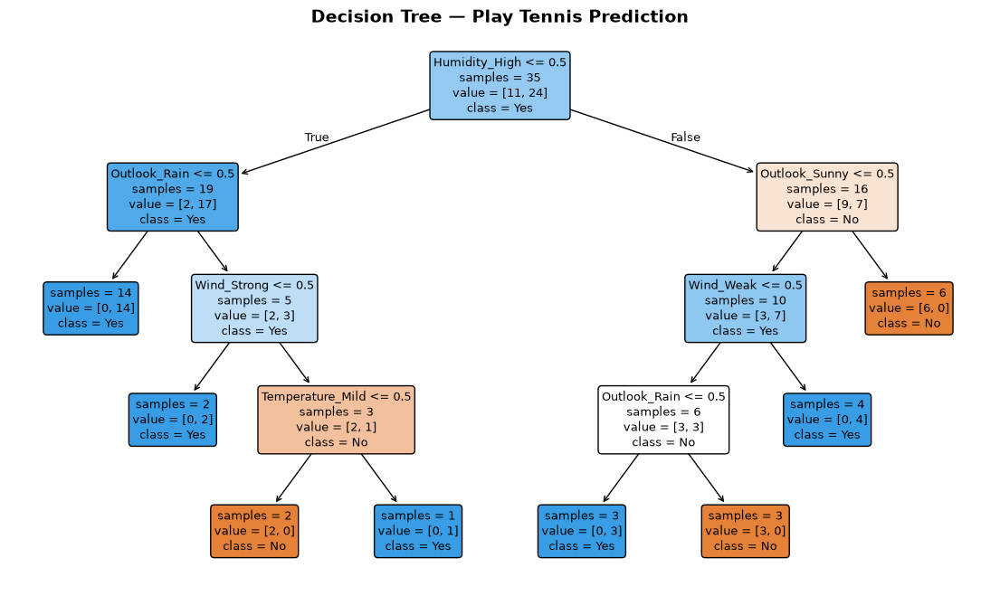 Decision Tree — Play Tennis Prediction
Humidity_High <= 0.5
samples = 35
value = [11, 24]
class = Yes
True
False
Outlook_Rain <= 0.5
samples = 19
value = [2, 17]
class = Yes
Outlook_Sunny <= 0.5
samples = 16
value = [9, 7]
class = No
samples = 14
value = [0, 14]
class = Yes
Wind_Strong <= 0.5
samples = 5
value = [2, 3]
class = Yes
Wind_Weak <= 0.5
samples = 10
value = [3, 7]
class = Yes
samples = 6
value = [6, 0]
class = No
samples = 2
value = [0, 2]
class = Yes
Temperature_Mild <= 0.5
samples = 3
value = [2, 1]
class = No
Outlook_Rain <= 0.5
samples = 6
value = [3, 3]
class = No
samples = 4
value = [0, 4]
class = Yes
samples = 2
value = [2, 0]
class = No
samples = 1
value = [0, 1]
class = Yes
samples = 3
value = [0, 3]
class = Yes
samples = 3
value = [3, 0]
class = No